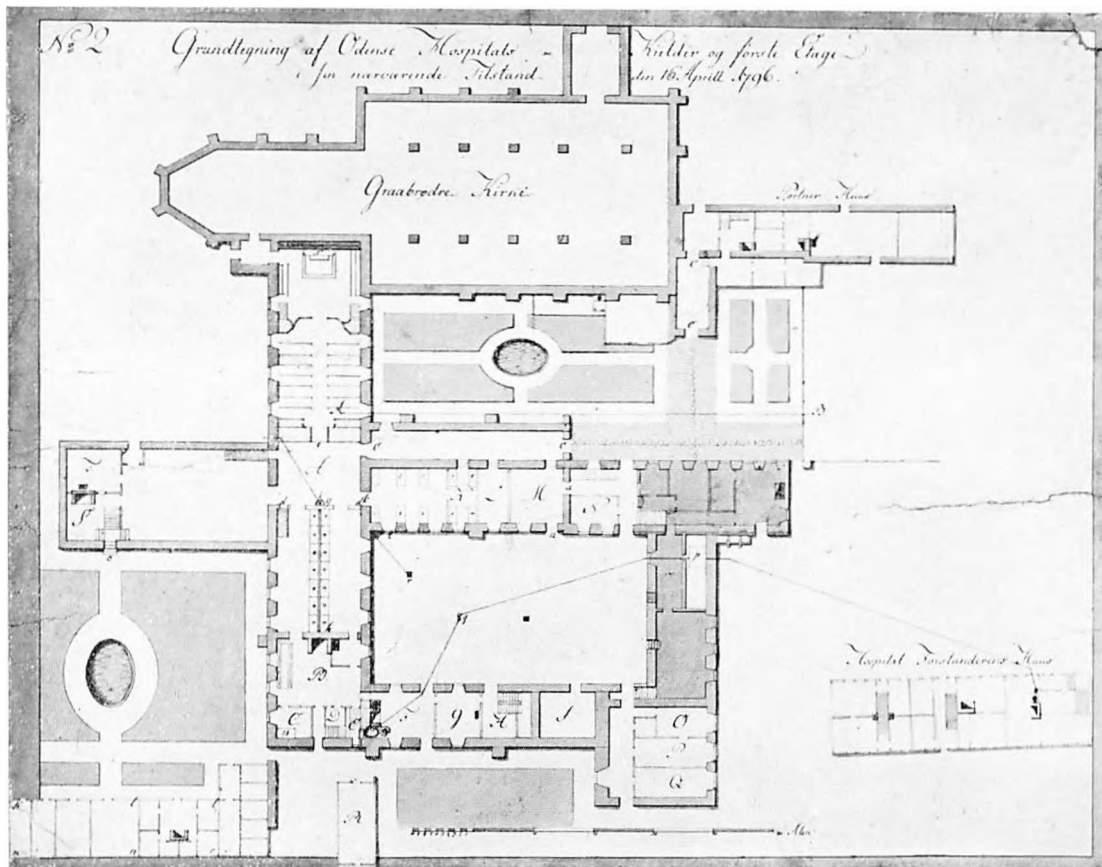 No 2 Grundtegning af Odense Hospitals Kielder og første Etage
i sin nærværende Tilstand den 16 Aprill 1796.
Graabrødre Kirke
Portner Huus
A
B
M
S
B
C
D
E
F
g
H
I
O
P
Q
R
Hospital Forstanderens Huus
Alen